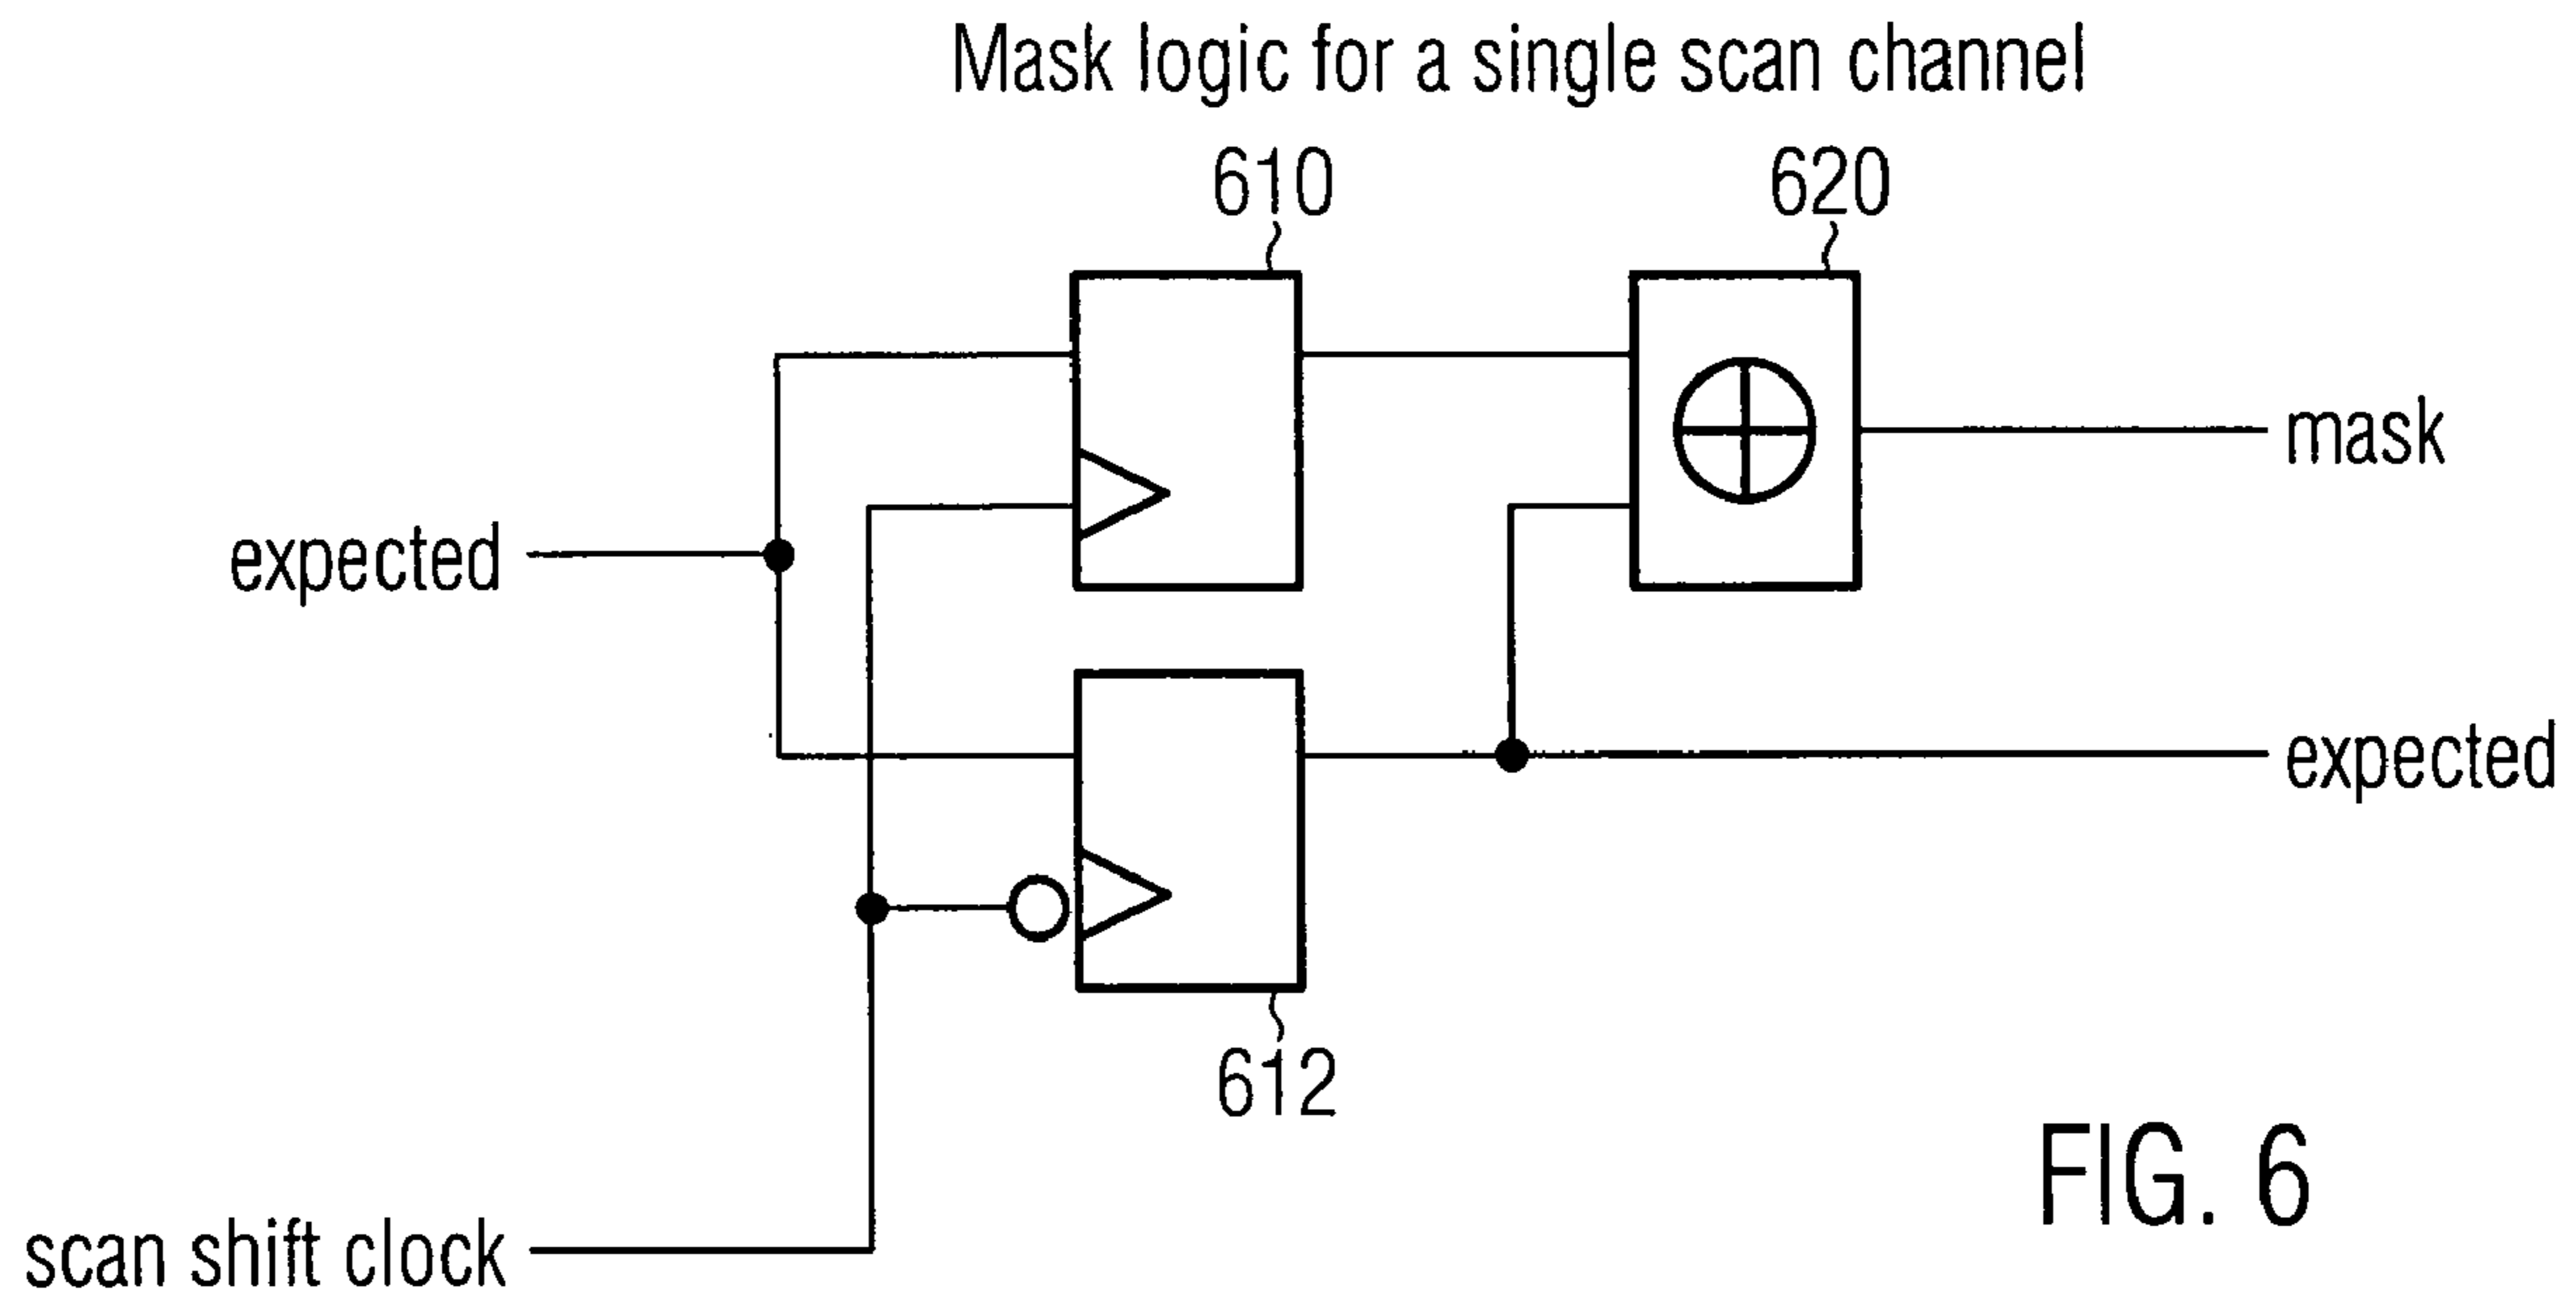 Mask logic for a single scan channel
610
620
mask
expected
expected
612
FIG. 6
scan shift clock